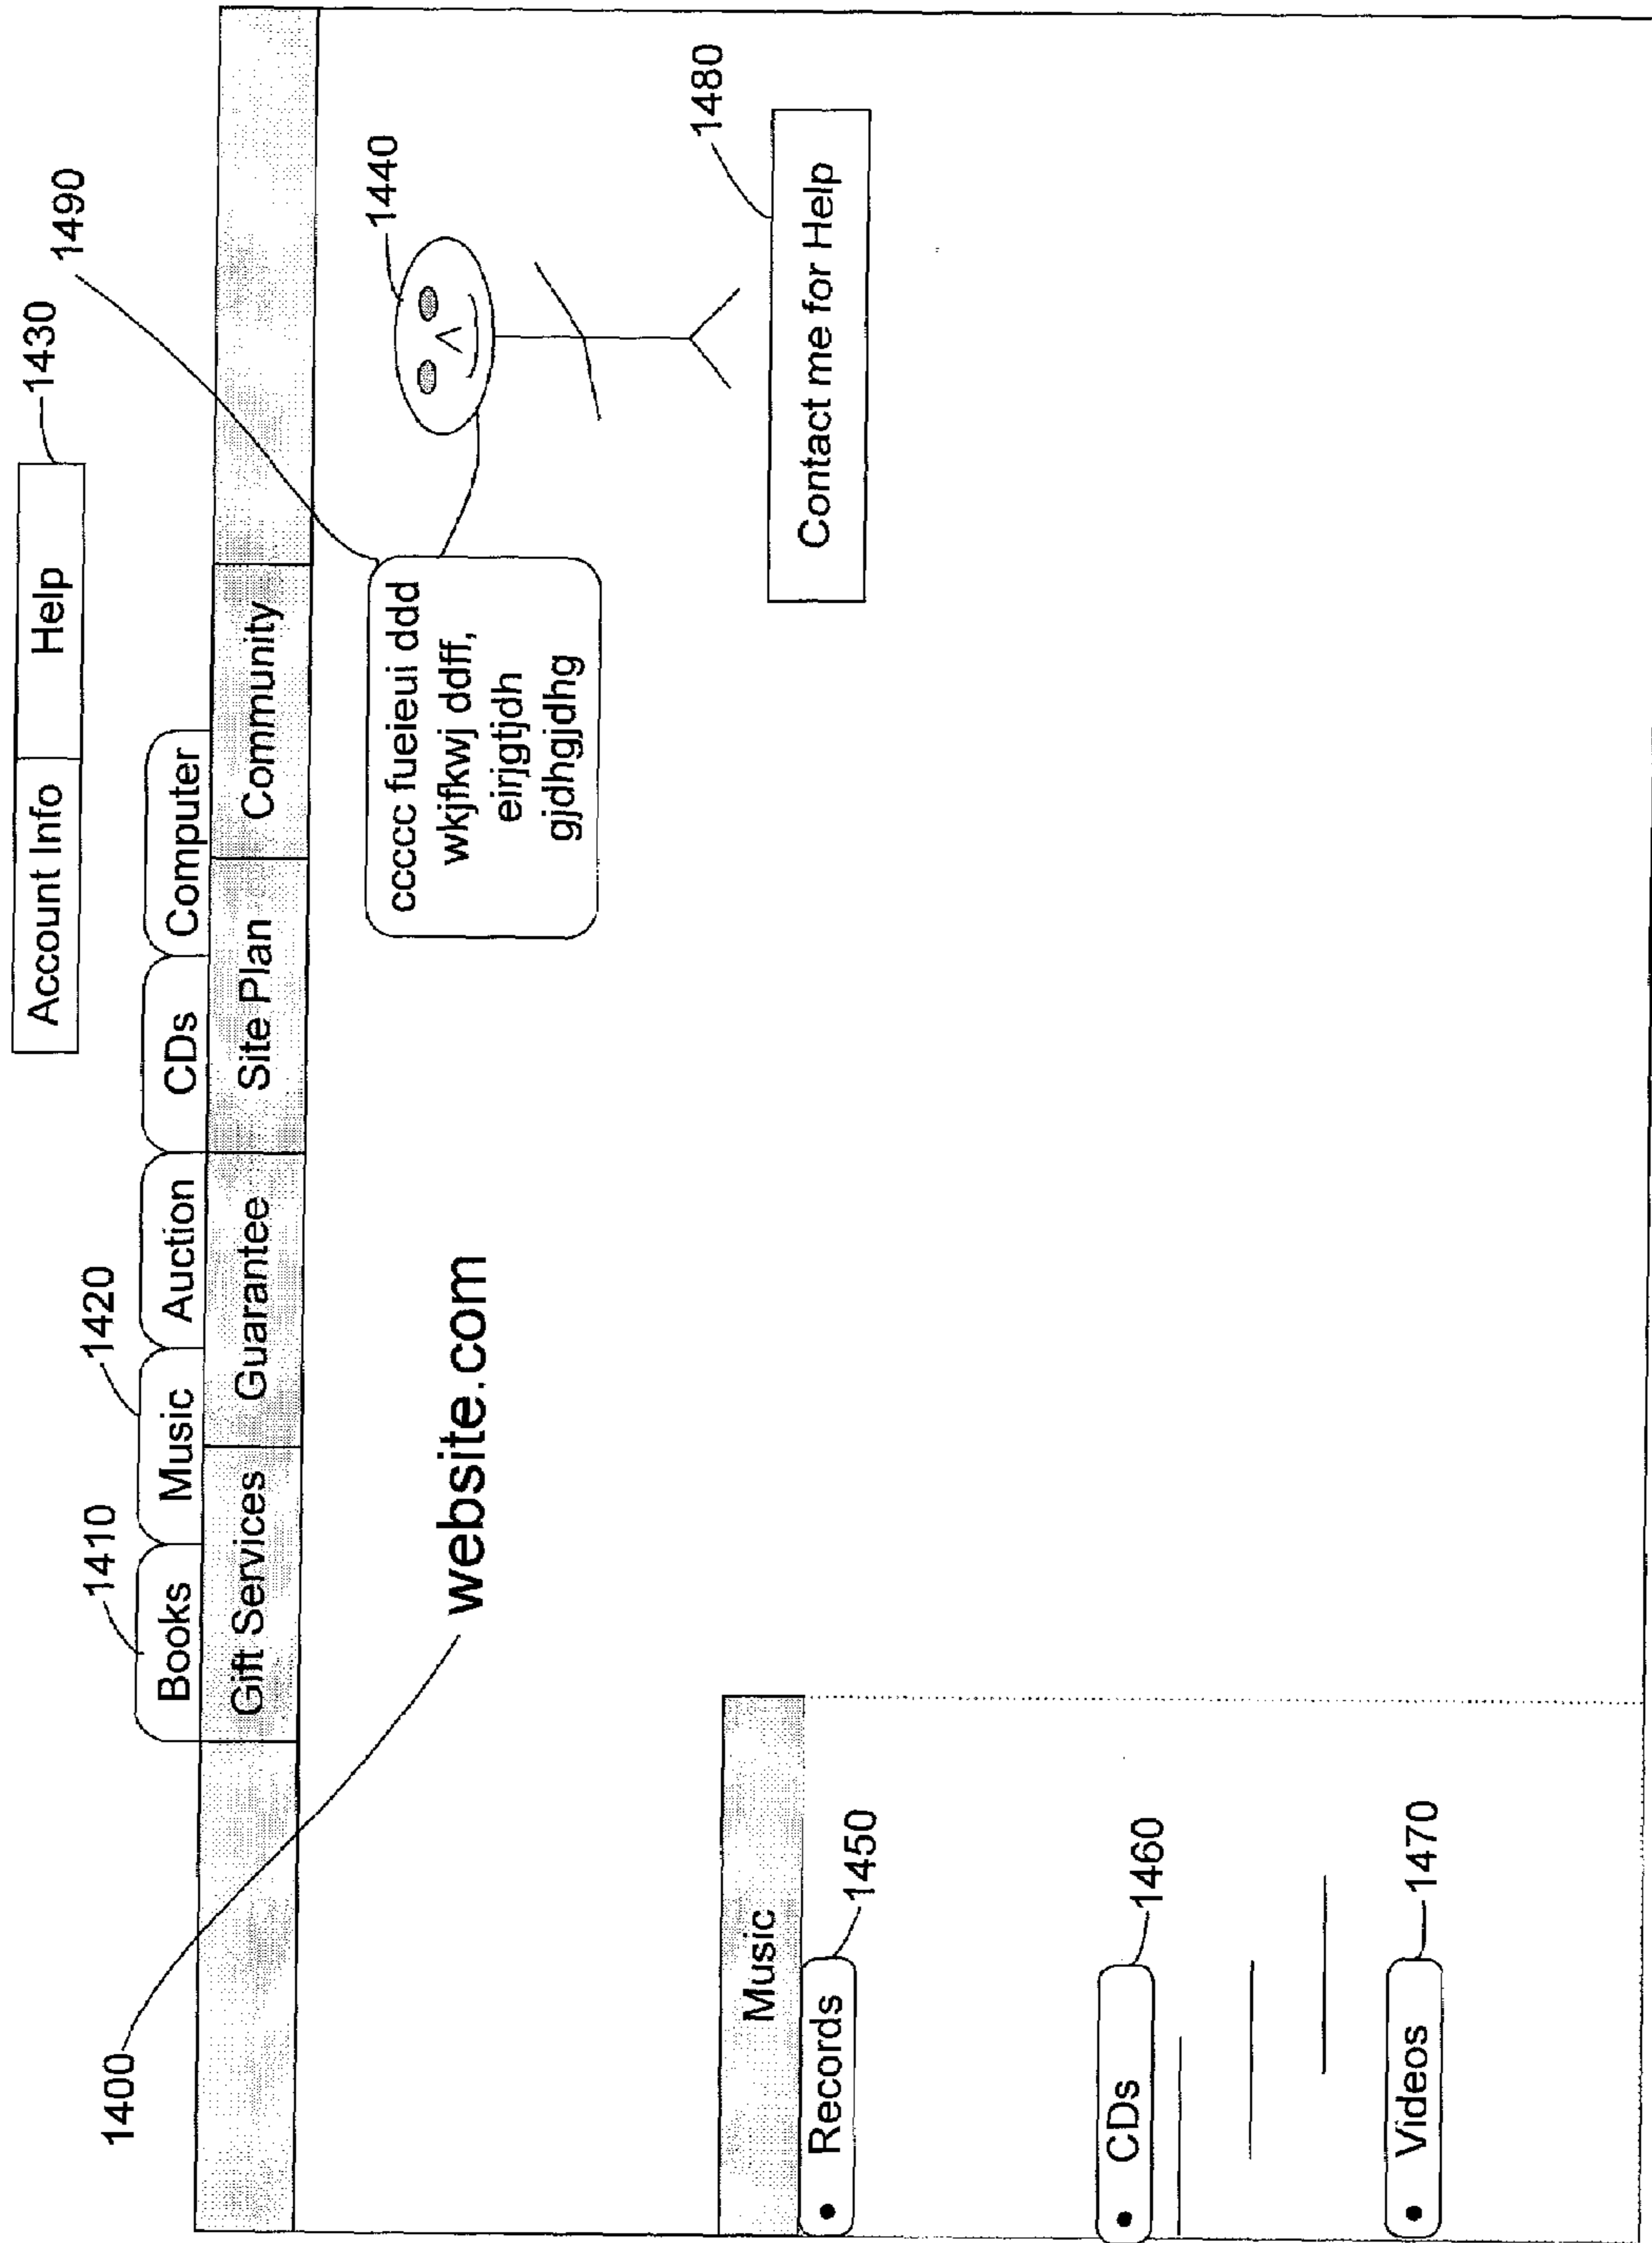 1430
Account Info Help
1490
1410
1420
Books Music Auction CDs Computer
Gift Services Guarantee Site Plan Community
1400
website.com
1440
ccccc fueieui ddd
wkjfkwj ddff,
eirjgtjdh
gjdhgjdhg
1480
Contact me for Help
Music
• Records
1450
• CDs
1460
• Videos
1470